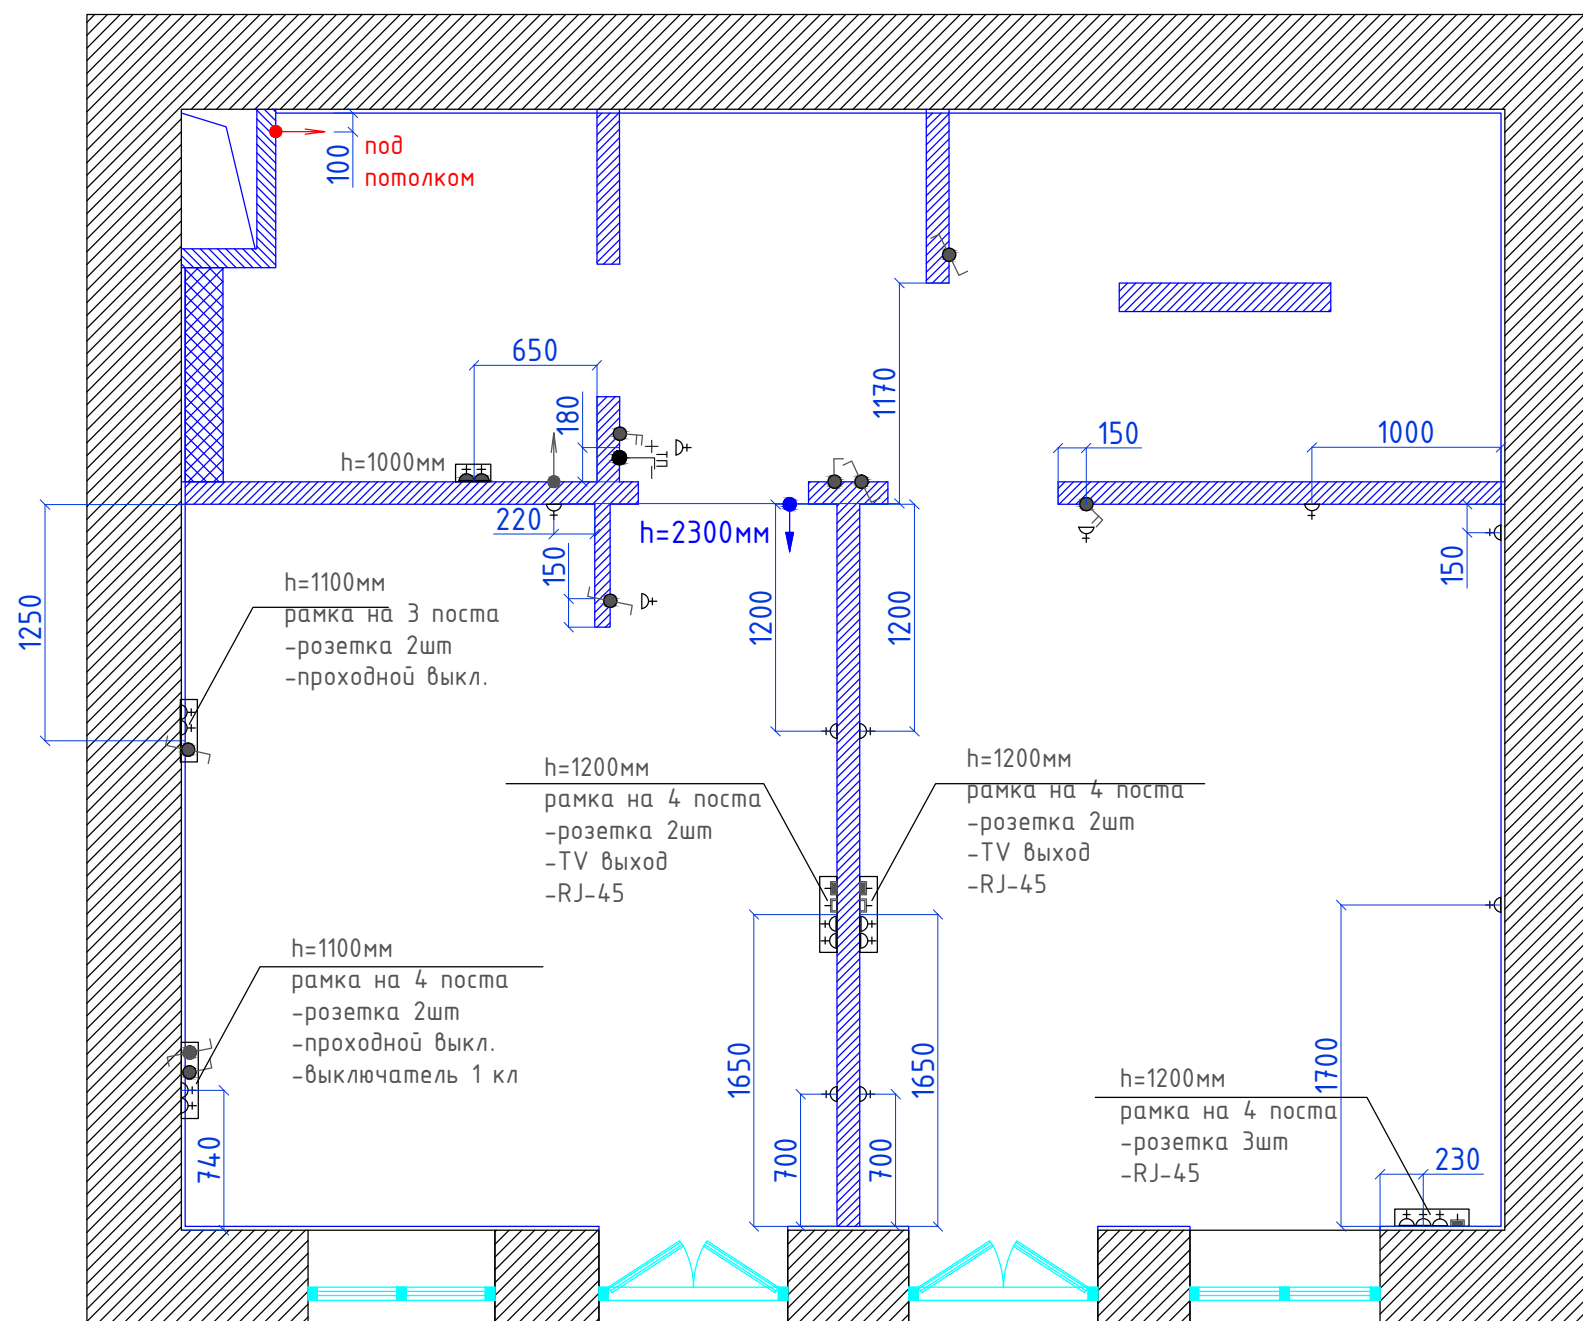 100
под
потолком
650
180
1170
h=1000мм
150
1000
220
h=2300мм
150
150
1250
h=1100мм
рамка на 3 поста
-розетка 2шт
-проходной выкл.
1200
1200
h=1200мм
рамка на 4 поста
-розетка 2шт
-TV выход
-RJ-45
h=1200мм
рамка на 4 поста
-розетка 2шт
-TV выход
-RJ-45
h=1100мм
рамка на 4 поста
-розетка 2шт
-проходной выкл.
-выключатель 1 кл
1650
1650
1700
740
700
700
h=1200мм
рамка на 4 поста
-розетка 3шт
-RJ-45
230